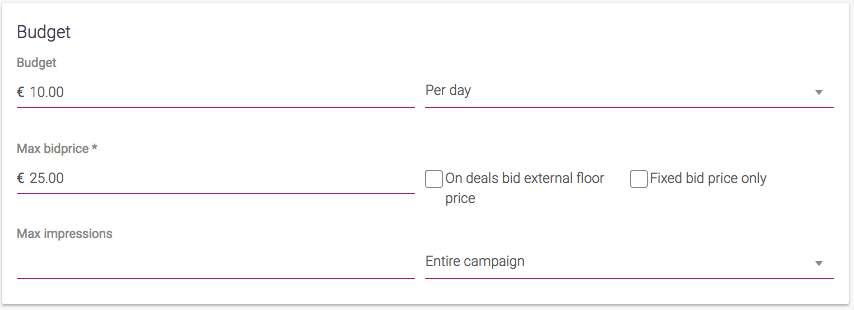 Budget
Budget
€ 10.00
Per day
Max bidprice *
€ 25.00
On deals bid external floor
price
Fixed bid price only
Max impressions
Entire campaign